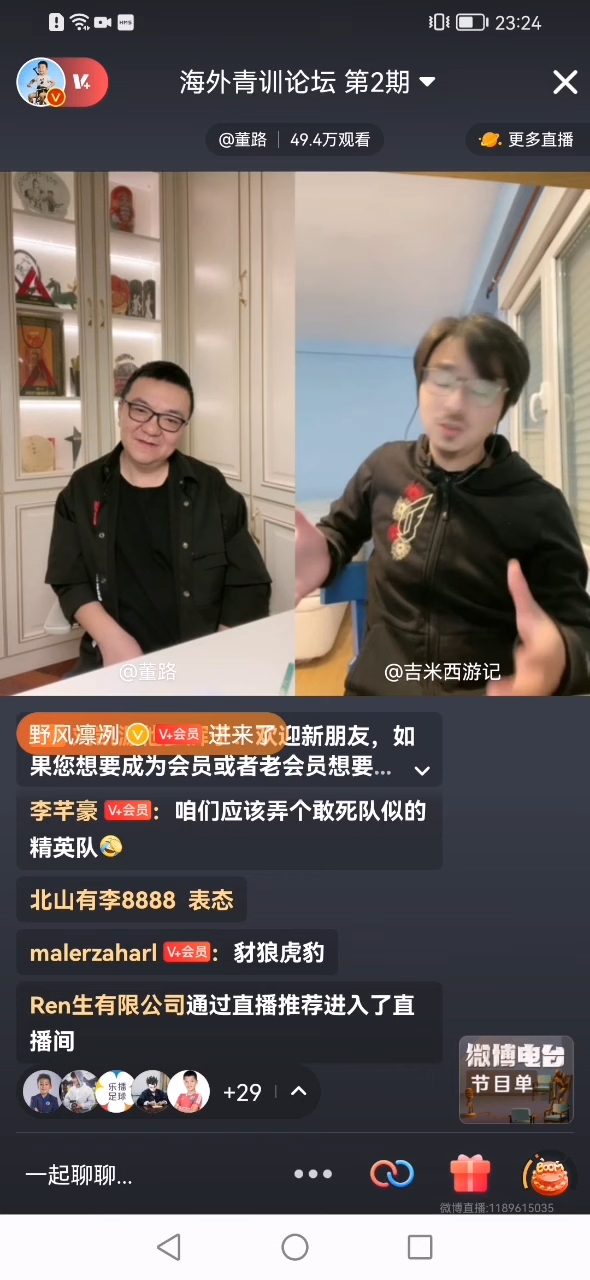 HMS
23:24
V+
海外青训论坛 第2期
@董路 49.4万观看
更多直播
@董路
@吉米西游记
野风凛冽 V+会员 进来了 欢迎新朋友，如
果您想要成为会员或者老会员想要...
李芊豪 V+会员： 咱们应该弄个敢死队似的
精英队🤣
北山有李8888 表态
malerzaharl V+会员： 豺狼虎豹
Ren生有限公司通过直播推荐进入了直
播间
乐播
足球
+29
微博电台
节目单
一起聊聊...
BOOM
微博直播:1189615035